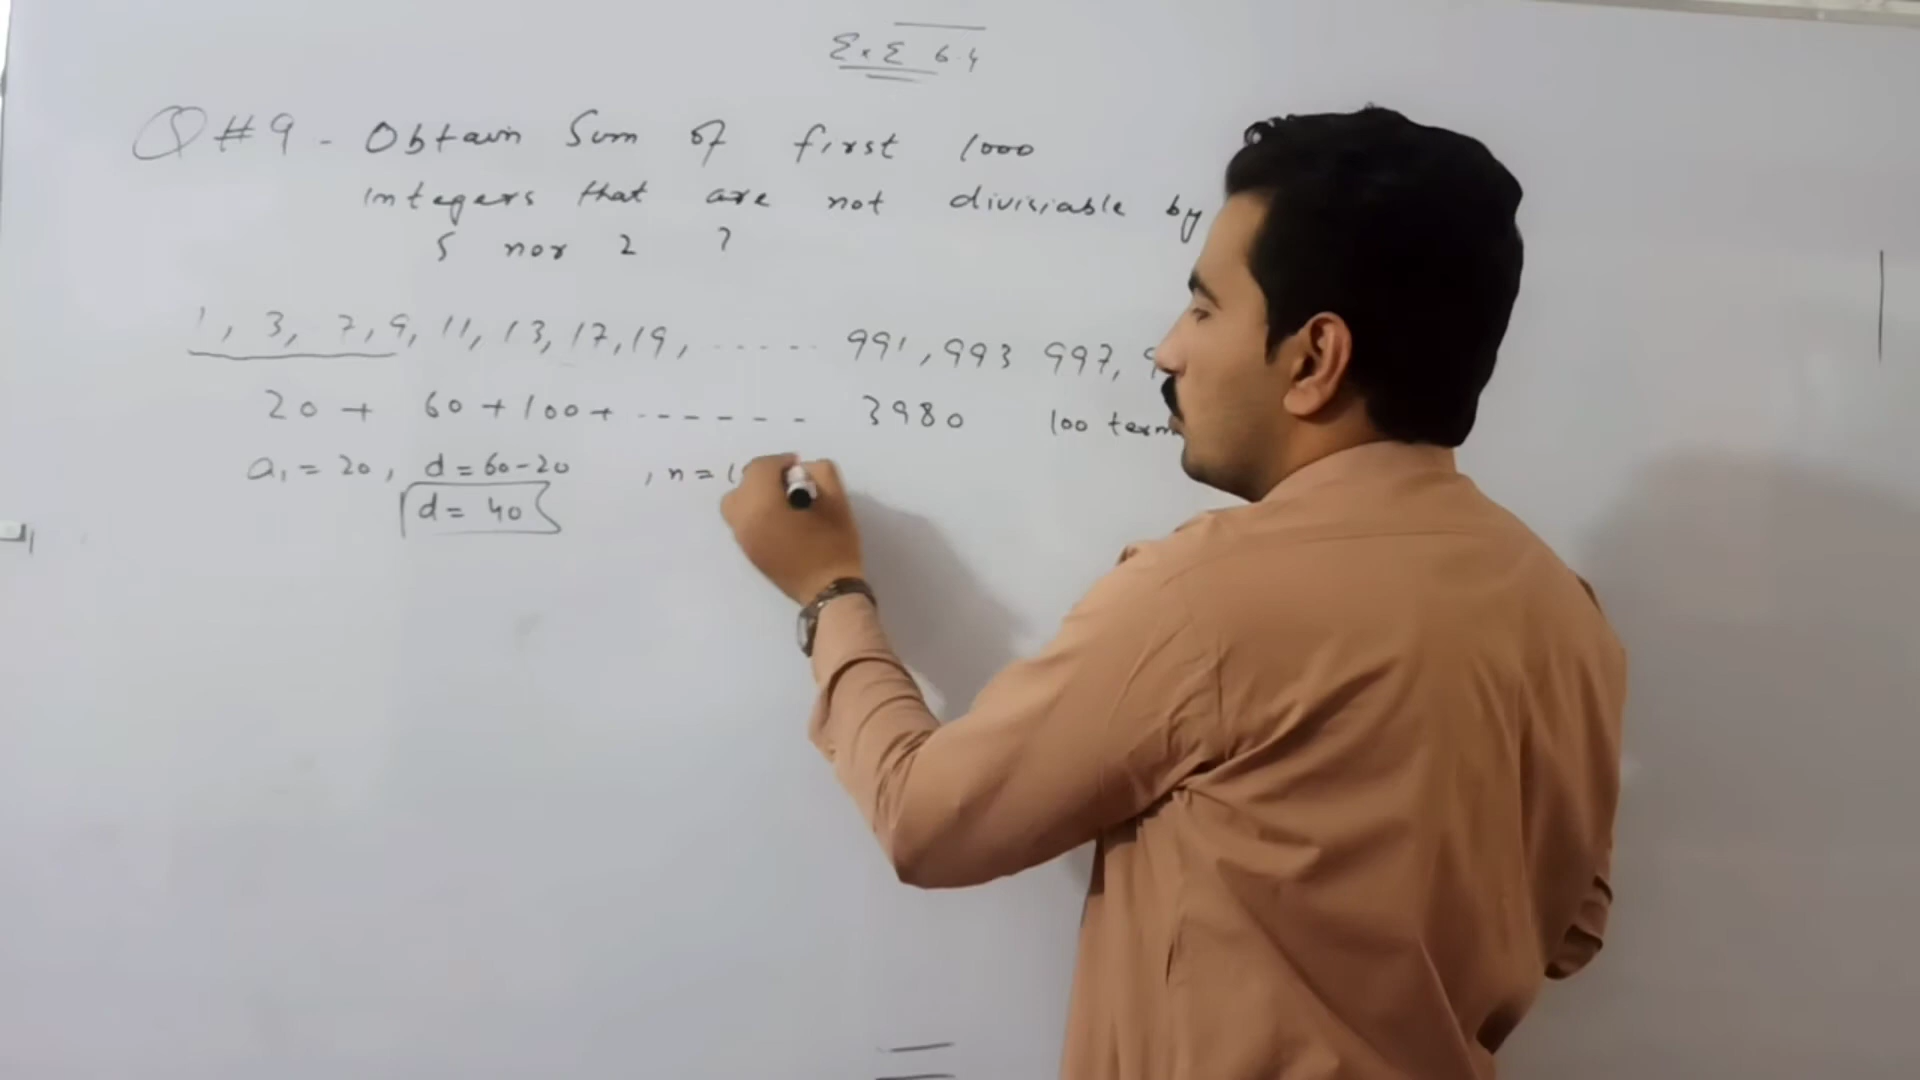 Ex E 6.4
Q # 9 - Obtain Sum of first 1000
integers that are not divisiable by
5 nor 2 ?
1, 3, 7, 9, 11, 13, 17, 19, ..... 991, 993 997,
20 + 60 + 100 + ------ 3980 100 term
a₁ = 20, d = 60 - 20 , n =
d = 40